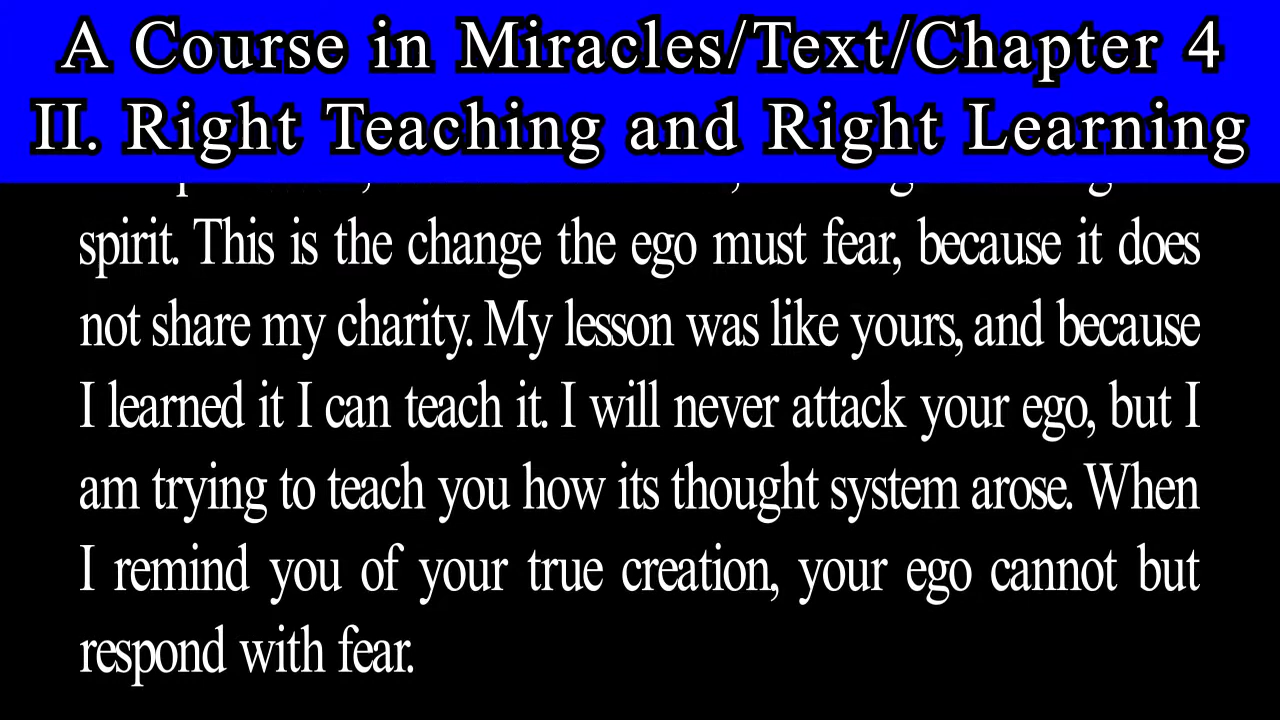 A Course in Miracles/Text/Chapter 4
II. Right Teaching and Right Learning
spirit. This is the change the ego must fear, because it does
not share my charity. My lesson was like yours, and because
I learned it I can teach it. I will never attack your ego, but I
am trying to teach you how its thought system arose. When
I remind you of your true creation, your ego cannot but
respond with fear.